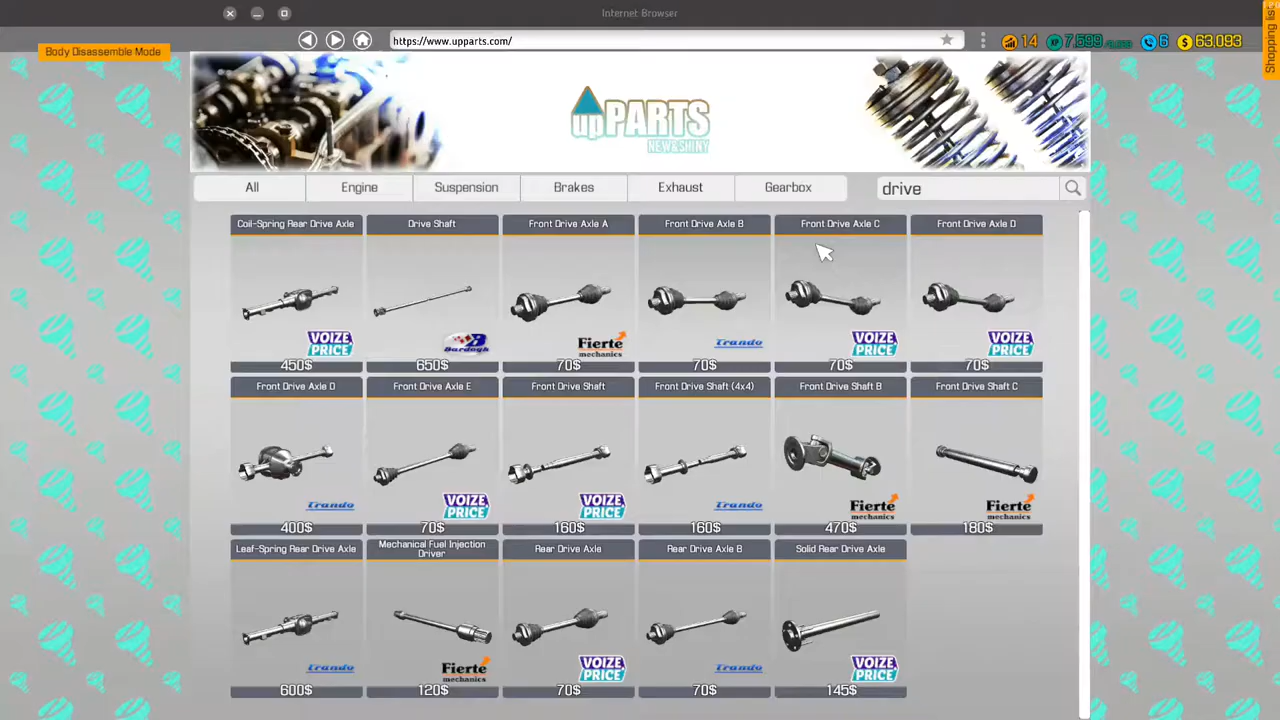 Internet Browser
https://www.upparts.com/
Body Disassemble Mode
14
7,599
6
63,093
Shopping list
upPARTS
NEW&SHINY
All
Engine
Suspension
Brakes
Exhaust
Gearbox
drive
Coil-Spring Rear Drive Axle
Drive Shaft
Front Drive Axle A
Front Drive Axle B
Front Drive Axle C
Front Drive Axle D
VOIZE PRICE
Bardogh
Fierte mechanics
Trando
VOIZE PRICE
VOIZE PRICE
450$
650$
70$
70$
70$
70$
Front Drive Axle D
Front Drive Axle E
Front Drive Shaft
Front Drive Shaft (4x4)
Front Drive Shaft B
Front Drive Shaft C
Trando
VOIZE PRICE
VOIZE PRICE
Trando
Fierte mechanics
Fierte mechanics
400$
70$
160$
160$
470$
180$
Leaf-Spring Rear Drive Axle
Mechanical Fuel Injection
Driver
Rear Drive Axle
Rear Drive Axle B
Solid Rear Drive Axle
Trando
Fierte mechanics
VOIZE PRICE
Trando
VOIZE PRICE
600$
120$
70$
70$
145$